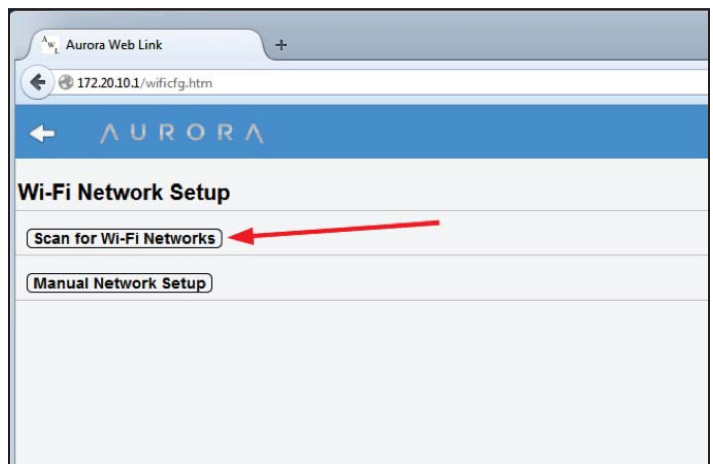 AWL Aurora Web Link +
172.20.10.1/wificfg.htm
AURORA
Wi-Fi Network Setup
Scan for Wi-Fi Networks
Manual Network Setup